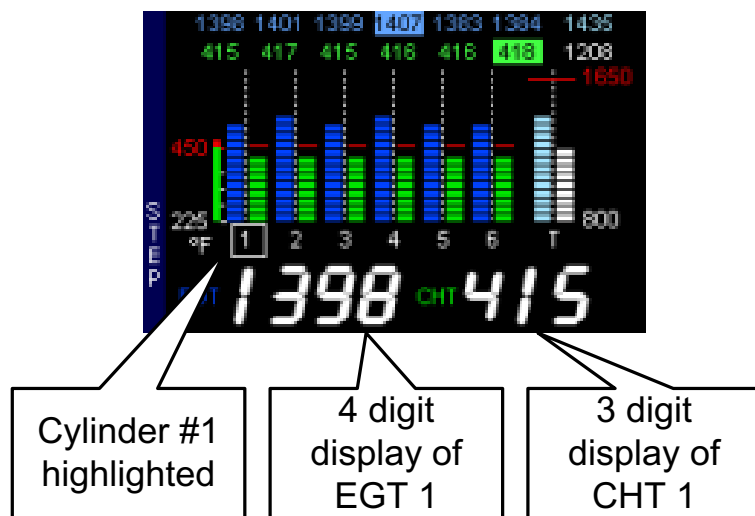 1398 1401 1399 1407 1383 1384 1435
415 417 415 416 416 418 1208
1650
450
225
800
°F
1 2 3 4 5 6 T
STEP
EGT 1398 CHT 415
Cylinder #1
highlighted
4 digit
display of
EGT 1
3 digit
display of
CHT 1